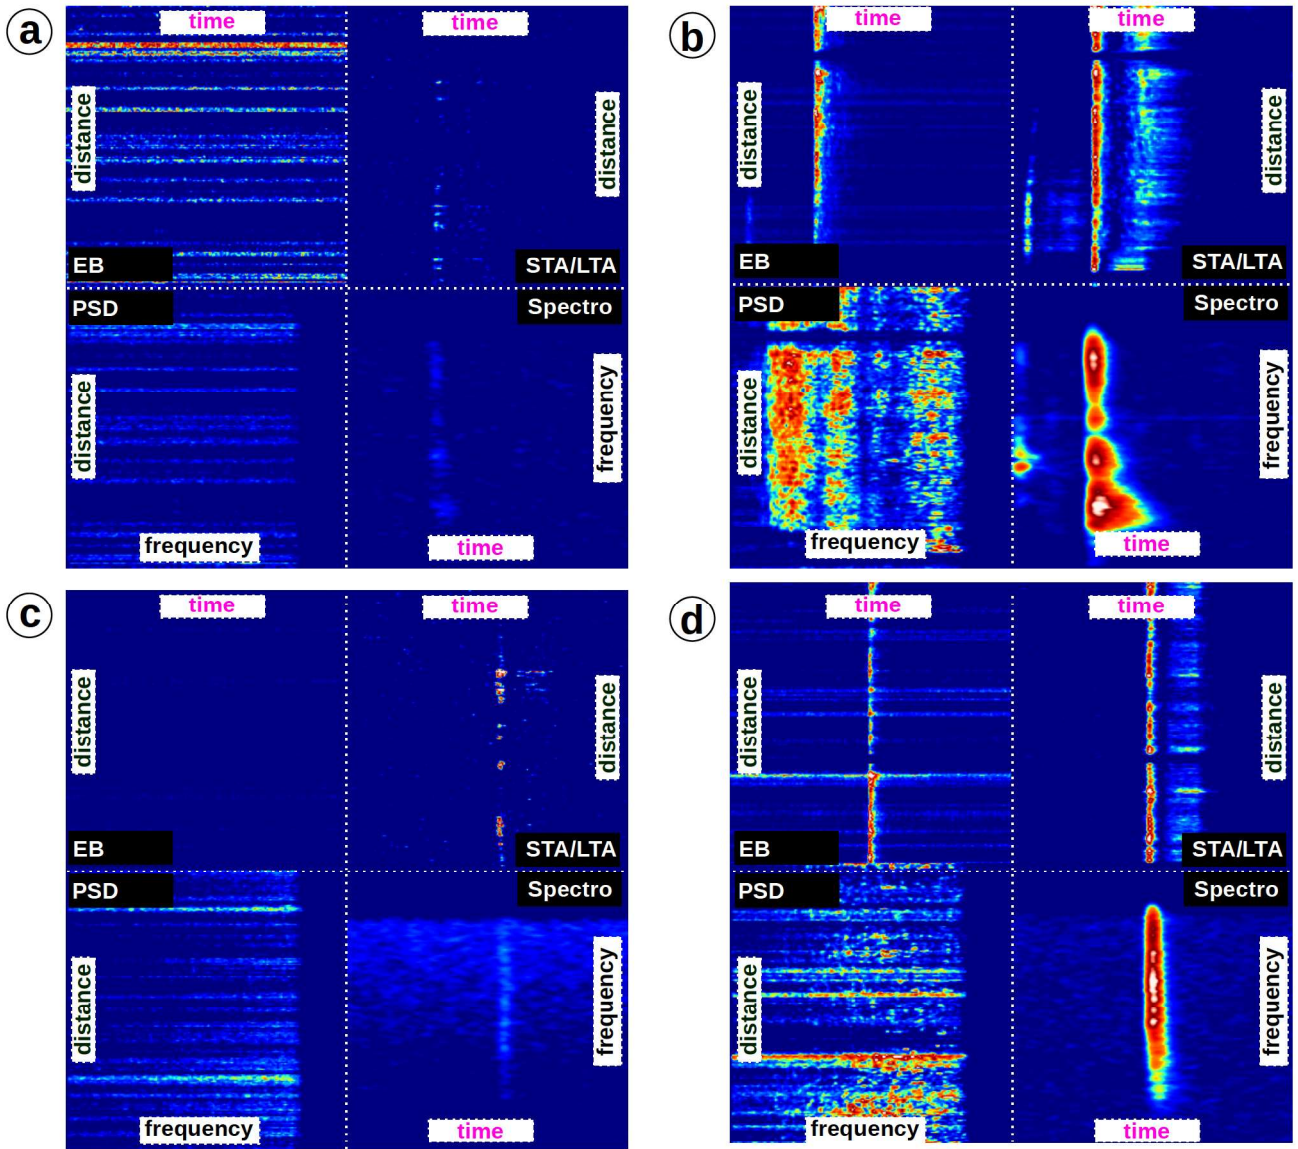 a
time
time
distance
distance
EB
STA/LTA
PSD
Spectro
distance
frequency
frequency
time
b
time
time
distance
distance
EB
STA/LTA
PSD
Spectro
distance
frequency
frequency
time
c
time
time
distance
distance
EB
STA/LTA
PSD
Spectro
distance
frequency
frequency
time
d
time
time
distance
distance
EB
STA/LTA
PSD
Spectro
distance
frequency
frequency
time